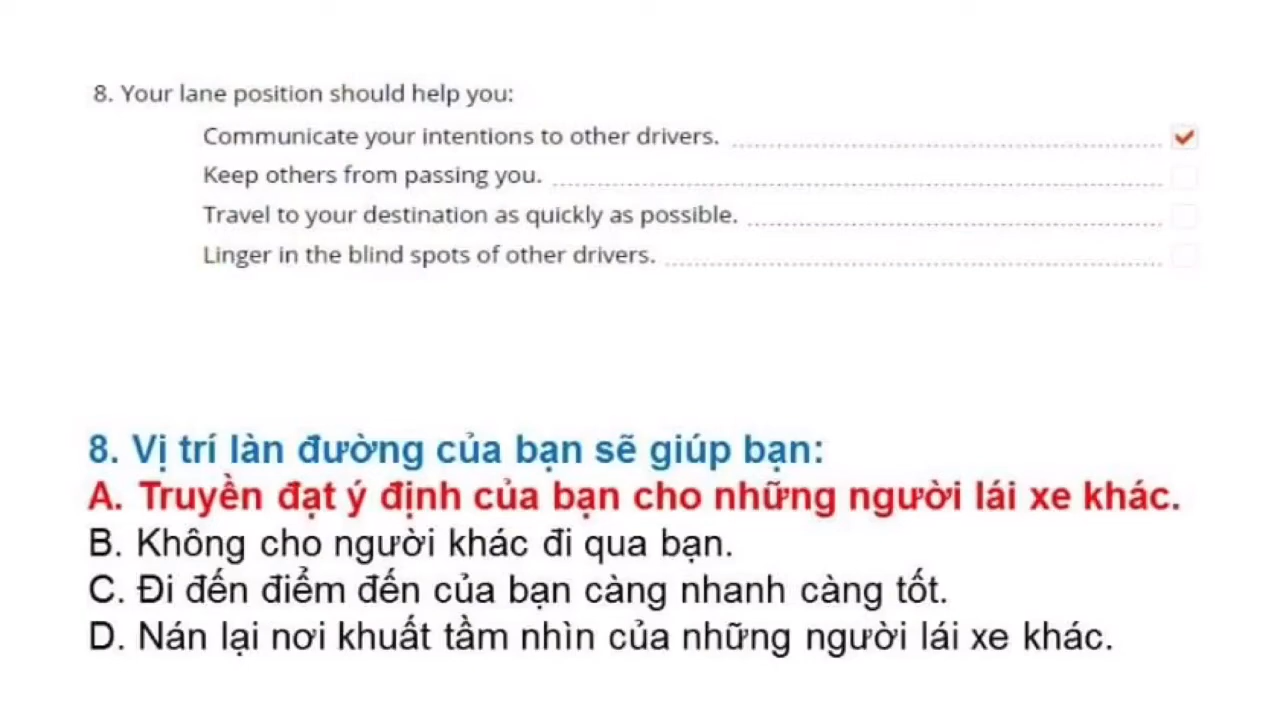 8. Your lane position should help you:
Communicate your intentions to other drivers.
Keep others from passing you.
Travel to your destination as quickly as possible.
Linger in the blind spots of other drivers.
8. Vị trí làn đường của bạn sẽ giúp bạn:
A. Truyền đạt ý định của bạn cho những người lái xe khác.
B. Không cho người khác đi qua bạn.
C. Đi đến điểm đến của bạn càng nhanh càng tốt.
D. Nán lại nơi khuất tầm nhìn của những người lái xe khác.